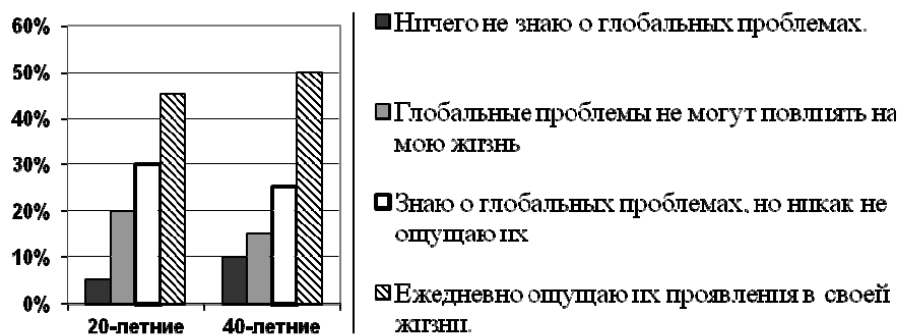 60%
50%
40%
30%
20%
10%
0%
20-летние
40-летние
Ничего не знаю о глобальных проблемах.
Глобальные проблемы не могут повлиять на
мою жизнь
Знаю о глобальных проблемах, но никак не
ощущаю их
Ежедневно ощущаю их проявления в своей
жизни.